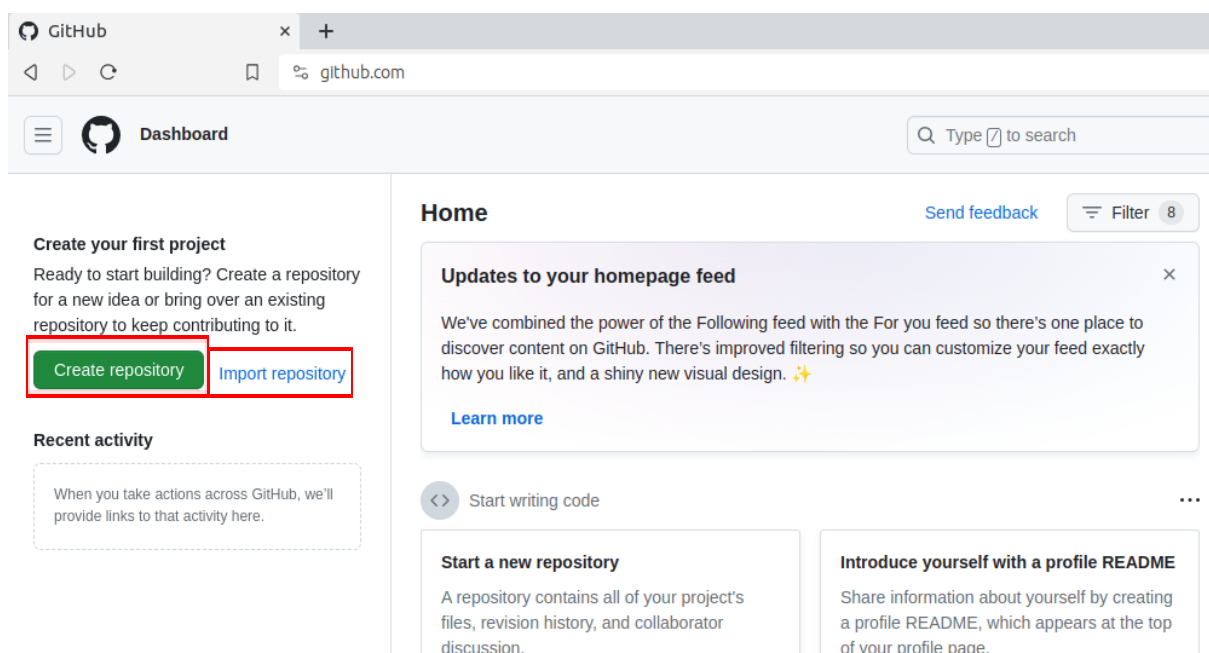 GitHub
github.com
Dashboard
Type / to search
Create your first project
Ready to start building? Create a repository
for a new idea or bring over an existing
repository to keep contributing to it.
Create repository
Import repository
Recent activity
When you take actions across GitHub, we’ll
provide links to that activity here.
Home
Send feedback
Filter 8
Updates to your homepage feed
We've combined the power of the Following feed with the For you feed so there’s one place to
discover content on GitHub. There’s improved filtering so you can customize your feed exactly
how you like it, and a shiny new visual design. ✨
Learn more
Start writing code
Start a new repository
A repository contains all of your project's
files, revision history, and collaborator
discussion.
Introduce yourself with a profile README
Share information about yourself by creating
a profile README, which appears at the top
of your profile page.